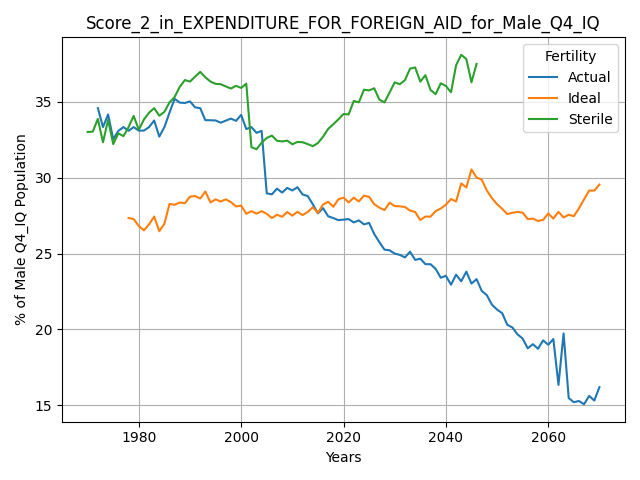 Score_2_in_EXPENDITURE_FOR_FOREIGN_AID_for_Male_Q4_IQ
Fertility
Actual
Ideal
Sterile
% of Male Q4_IQ Population
35
30
25
20
15
1980
2000
2020
2040
2060
Years